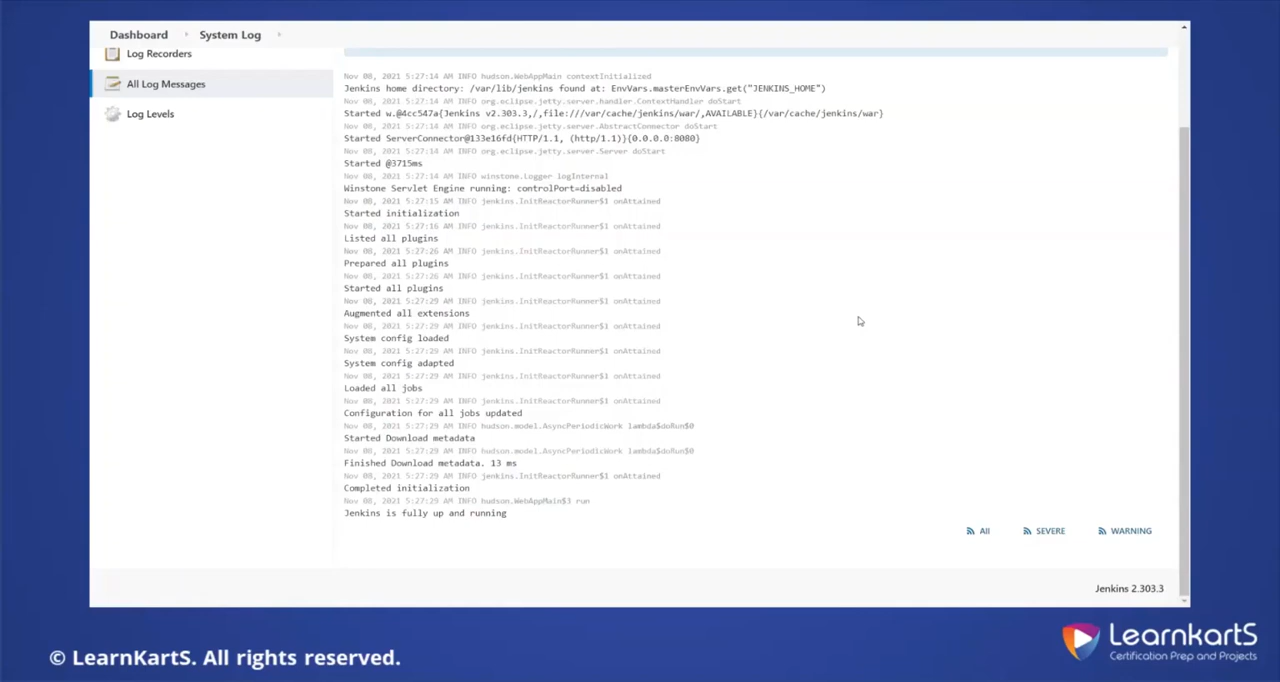 Dashboard System Log
Log Recorders
All Log Messages
Log Levels
Nov 08, 2021 5:27:14 AM INFO hudson.WebAppMain contextInitialized
Jenkins home directory: /var/lib/jenkins found at: EnvVars.masterEnvVars.get("JENKINS_HOME")
Nov 08, 2021 5:27:14 AM INFO org.eclipse.jetty.server.handler.ContextHandler doStart
Started w.@4cc547a{Jenkins v2.303.3,/,file:///var/cache/jenkins/war/,AVAILABLE}{/var/cache/jenkins/war}
Nov 08, 2021 5:27:14 AM INFO org.eclipse.jetty.server.AbstractConnector doStart
Started ServerConnector@133e16fd{HTTP/1.1, (http/1.1)}{0.0.0.0:8080}
Nov 08, 2021 5:27:14 AM INFO org.eclipse.jetty.server.Server doStart
Started @3715ms
Nov 08, 2021 5:27:14 AM INFO winstone.Logger logInternal
Winstone Servlet Engine running: controlPort=disabled
Nov 08, 2021 5:27:15 AM INFO jenkins.InitReactorRunner$1 onAttained
Started initialization
Nov 08, 2021 5:27:16 AM INFO jenkins.InitReactorRunner$1 onAttained
Listed all plugins
Nov 08, 2021 5:27:26 AM INFO jenkins.InitReactorRunner$1 onAttained
Prepared all plugins
Nov 08, 2021 5:27:26 AM INFO jenkins.InitReactorRunner$1 onAttained
Started all plugins
Nov 08, 2021 5:27:29 AM INFO jenkins.InitReactorRunner$1 onAttained
Augmented all extensions
Nov 08, 2021 5:27:29 AM INFO jenkins.InitReactorRunner$1 onAttained
System config loaded
Nov 08, 2021 5:27:29 AM INFO jenkins.InitReactorRunner$1 onAttained
System config adapted
Nov 08, 2021 5:27:29 AM INFO jenkins.InitReactorRunner$1 onAttained
Loaded all jobs
Nov 08, 2021 5:27:29 AM INFO jenkins.InitReactorRunner$1 onAttained
Configuration for all jobs updated
Nov 08, 2021 5:27:29 AM INFO hudson.model.AsyncPeriodicWork lambda$doRun$0
Started Download metadata
Nov 08, 2021 5:27:29 AM INFO hudson.model.AsyncPeriodicWork lambda$doRun$0
Finished Download metadata. 13 ms
Nov 08, 2021 5:27:29 AM INFO jenkins.InitReactorRunner$1 onAttained
Completed initialization
Nov 08, 2021 5:27:29 AM INFO hudson.WebAppMain$3 run
Jenkins is fully up and running
All SEVERE WARNING
Jenkins 2.303.3
© LearnKartS. All rights reserved.
LearnkartS
Certification Prep and Projects